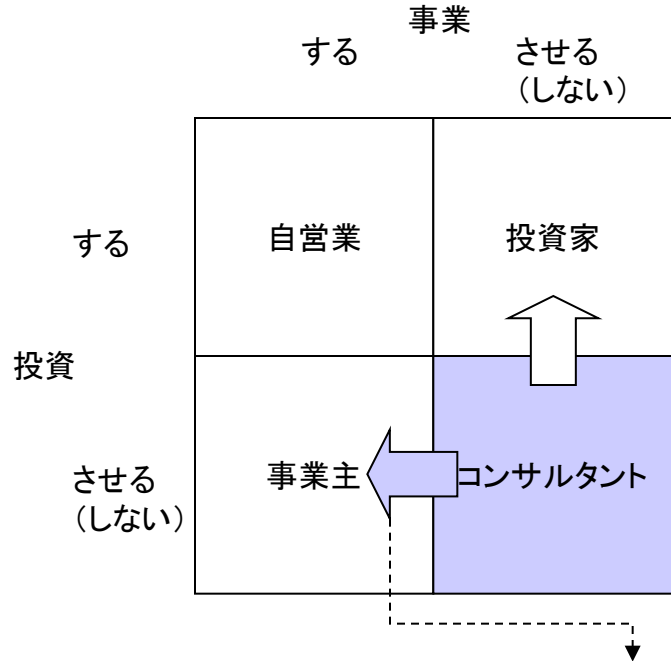 事業
する
させる
（しない）
する
自営業
投資家
投資
させる
（しない）
事業主
コンサルタント